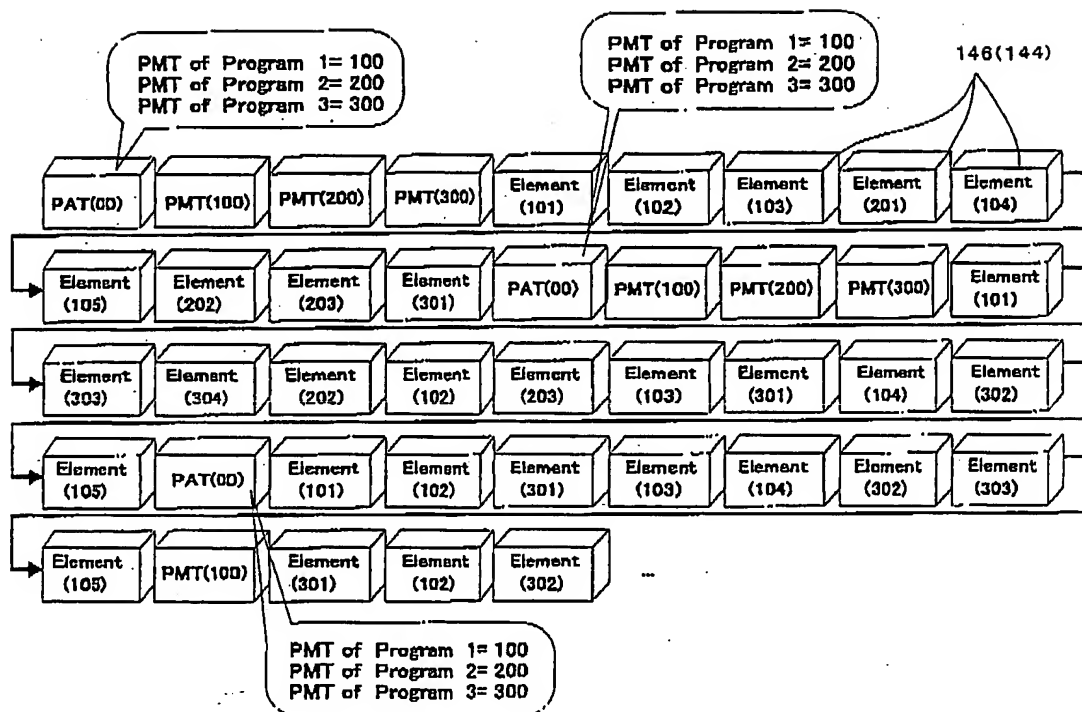 PMT of Program 1= 100
PMT of Program 2= 200
PMT of Program 3= 300
PMT of Program 1= 100
PMT of Program 2= 200
PMT of Program 3= 300
146(144)
PAT(00)
PMT(100)
PMT(200)
PMT(300)
Element
(101)
Element
(102)
Element
(103)
Element
(201)
Element
(104)
Element
(105)
Element
(202)
Element
(203)
Element
(301)
PAT(00)
PMT(100)
PMT(200)
PMT(300)
Element
(101)
Element
(303)
Element
(304)
Element
(202)
Element
(102)
Element
(203)
Element
(103)
Element
(301)
Element
(104)
Element
(302)
Element
(105)
PAT(00)
Element
(101)
Element
(102)
Element
(301)
Element
(103)
Element
(104)
Element
(302)
Element
(303)
Element
(105)
PMT(100)
Element
(301)
Element
(102)
Element
(302)
...
PMT of Program 1= 100
PMT of Program 2= 200
PMT of Program 3= 300